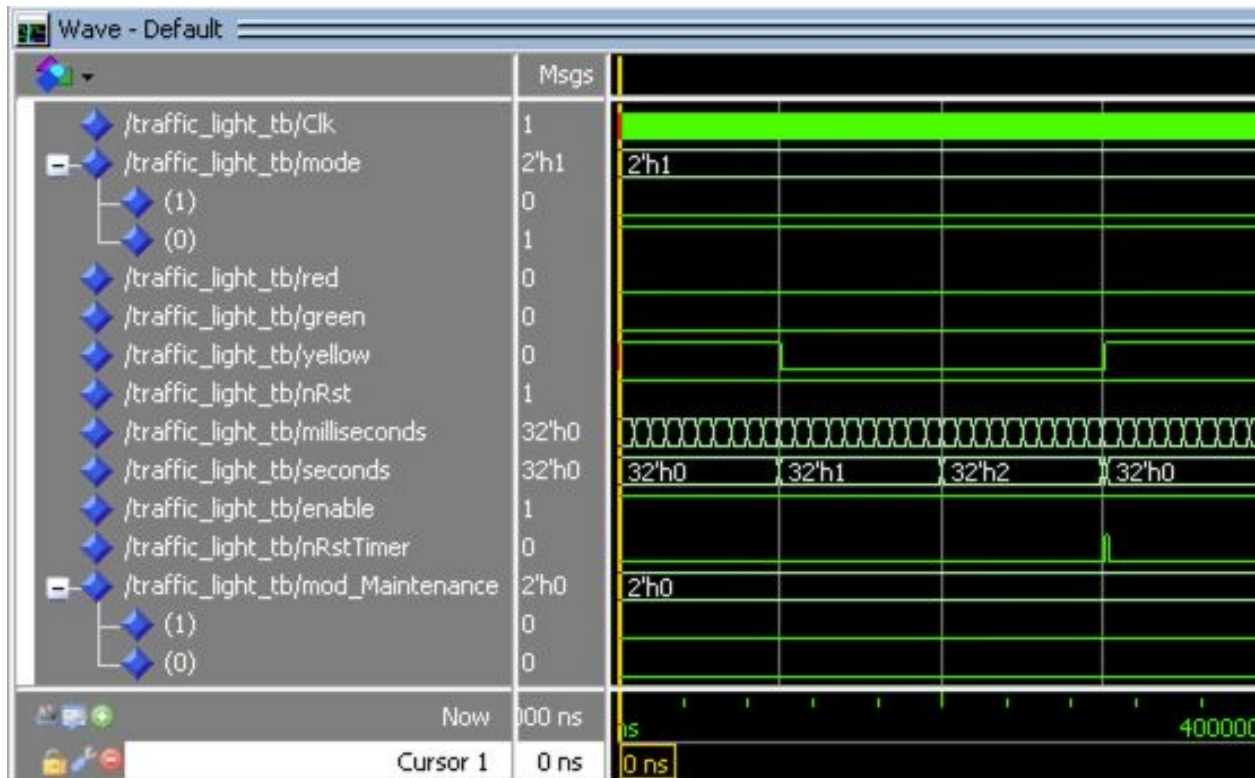 Wave - Default
Msgs
/traffic_light_tb/Clk 1
/traffic_light_tb/mode 2'h1 2'h1
(1) 0
(0) 1
/traffic_light_tb/red 0
/traffic_light_tb/green 0
/traffic_light_tb/yellow 0
/traffic_light_tb/nRst 1
/traffic_light_tb/milliseconds 32'h0
/traffic_light_tb/seconds 32'h0 32'h0 32'h1 32'h2 32'h0
/traffic_light_tb/enable 1
/traffic_light_tb/nRstTimer 0
/traffic_light_tb/mod_Maintenance 2'h0 2'h0
(1) 0
(0) 0
Now 000 ns ns 400000
Cursor 1 0 ns 0 ns